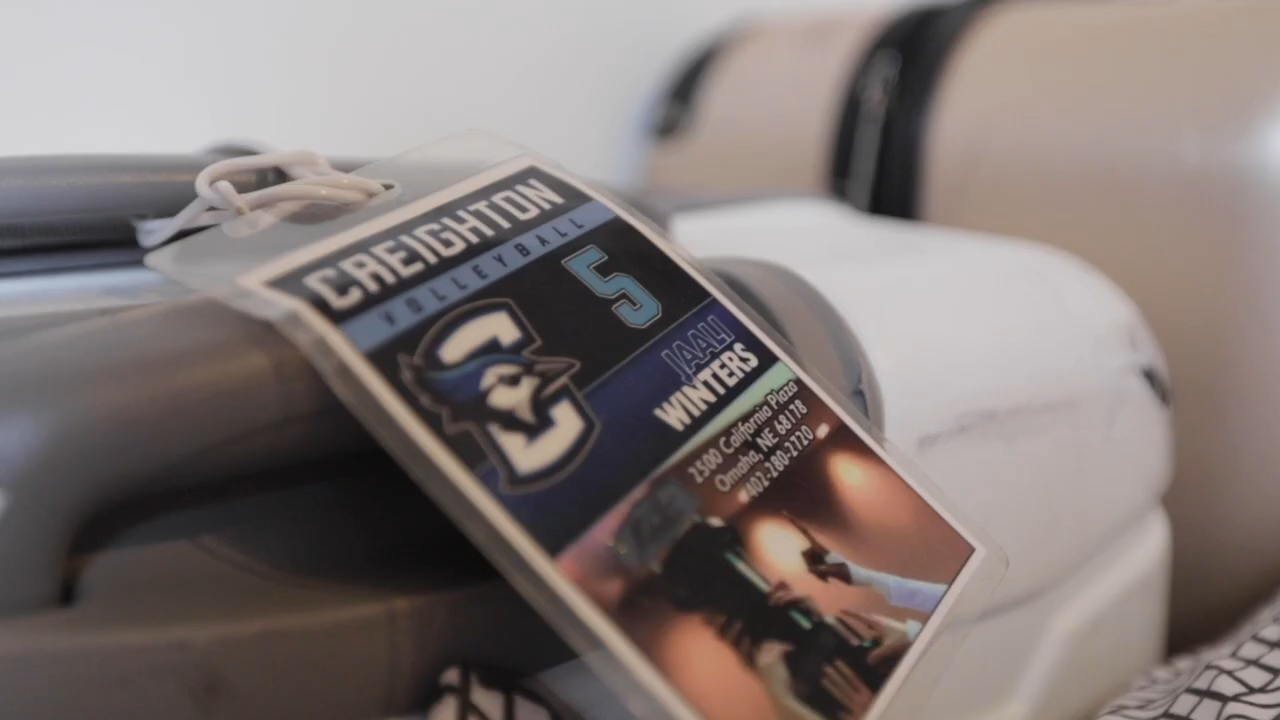 CREIGHTON
VOLLEYBALL
5
JAALI
WINTERS
2500 California Plaza
Omaha, NE 68178
402-280-2720